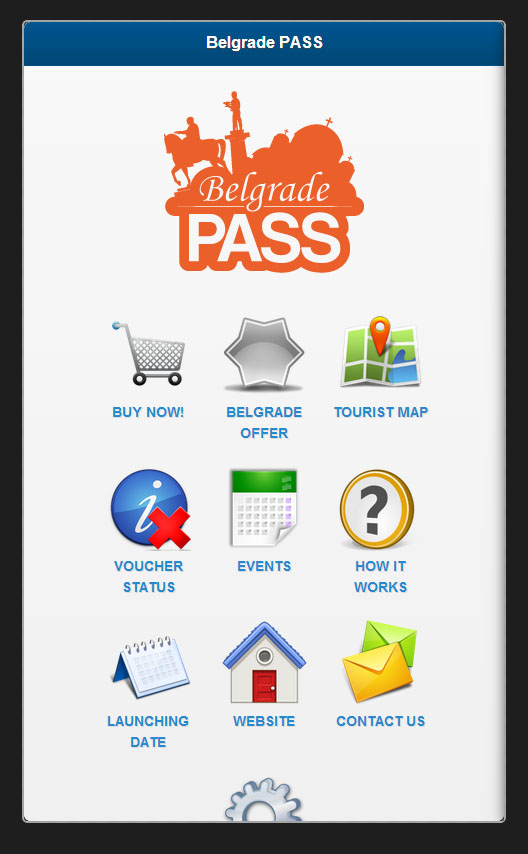 Belgrade PASS
Belgrade
PASS
BUY NOW!
BELGRADE
OFFER
TOURIST MAP
i
VOUCHER
STATUS
EVENTS
?
HOW IT
WORKS
LAUNCHING
DATE
WEBSITE
CONTACT US